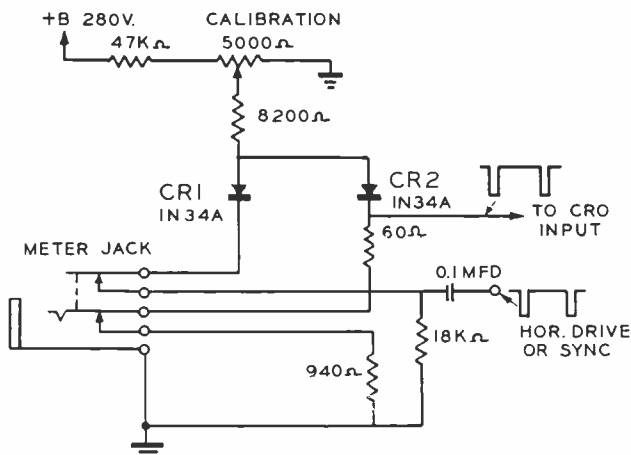 +B 280V.
CALIBRATION
47KΩ
5000Ω
8200Ω
CR1
IN34A
CR2
IN34A
TO CRO
INPUT
60Ω
METER JACK
0.1MFD
HOR. DRIVE
OR SYNC
18KΩ
940Ω